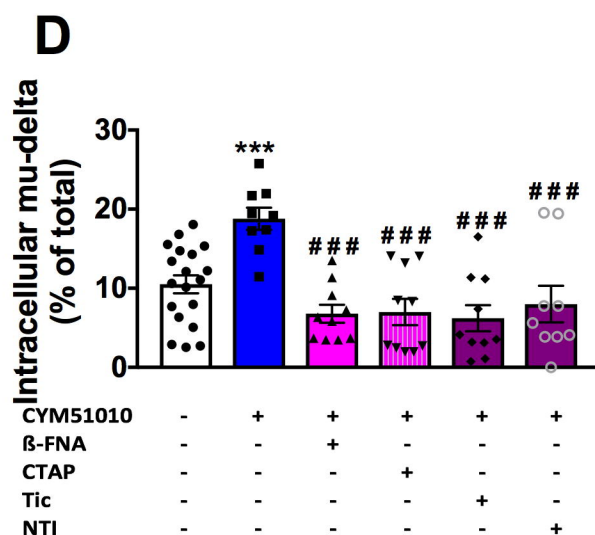 D
Intracellular mu-delta
(% of total)
30
20
10
0
***
###
###
###
###
CYM51010 - + + + + +
ß-FNA - - + - - -
CTAP - - - + - -
Tic - - - - + -
NTI - - - - - +